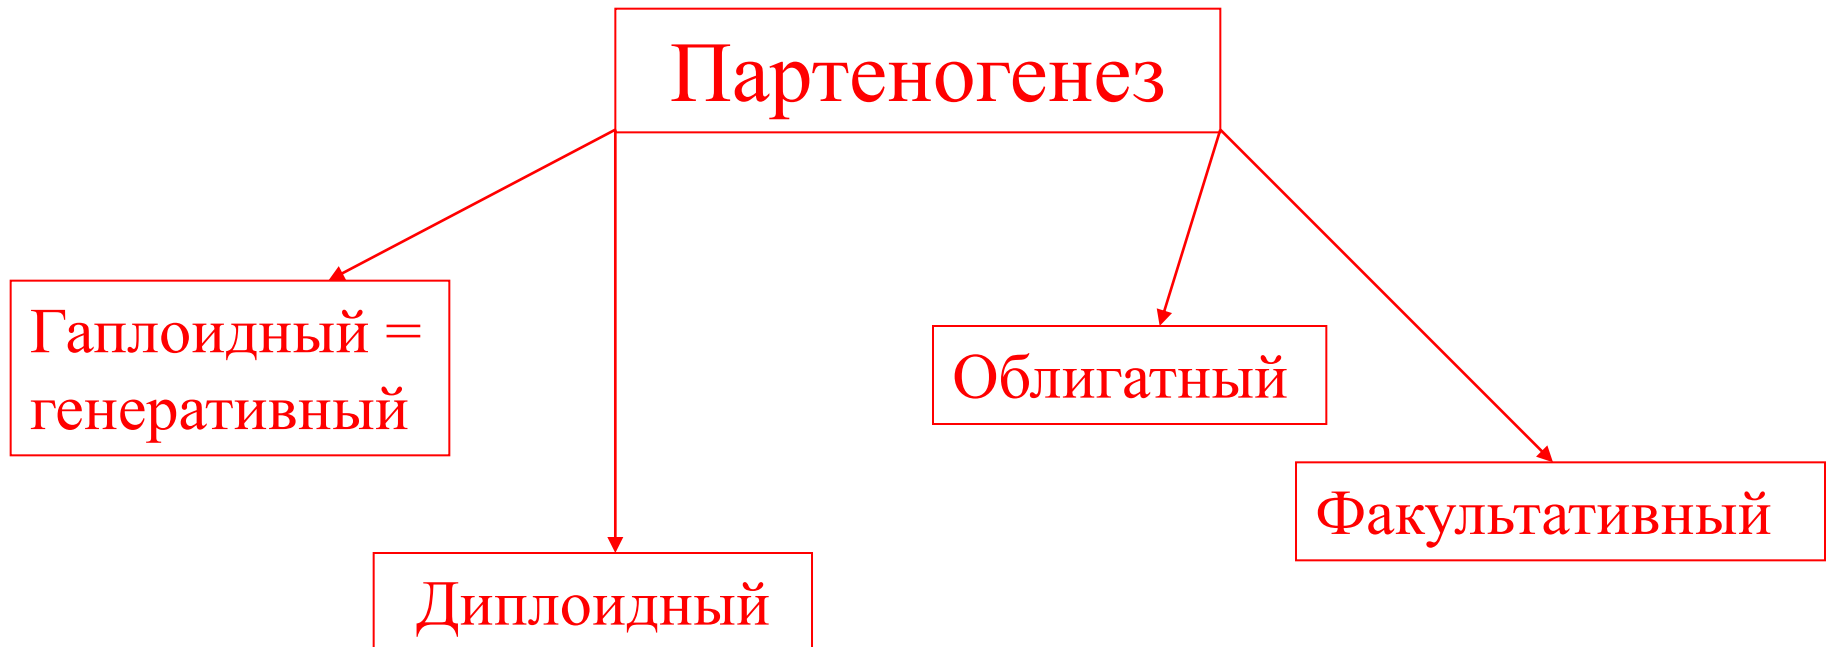 Партеногенез
Гаплоидный =
генеративный
Облигатный
Факультативный
Диплоидный